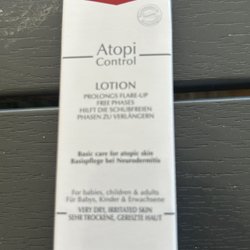 Atopi
Control
LOTION
PROLONGS FLARE-UP
FREE PHASES
HILFT DIE SCHUBFREIEN
PHASEN ZU VERLÄNGERN
Basic care for atopic skin
Basispflege bei Neurodermitis
For babies, children & adults
Für Babys, Kinder & Erwachsene
VERY DRY, IRRITATED SKIN
SEHR TROCKENE, GEREIZTE HAUT